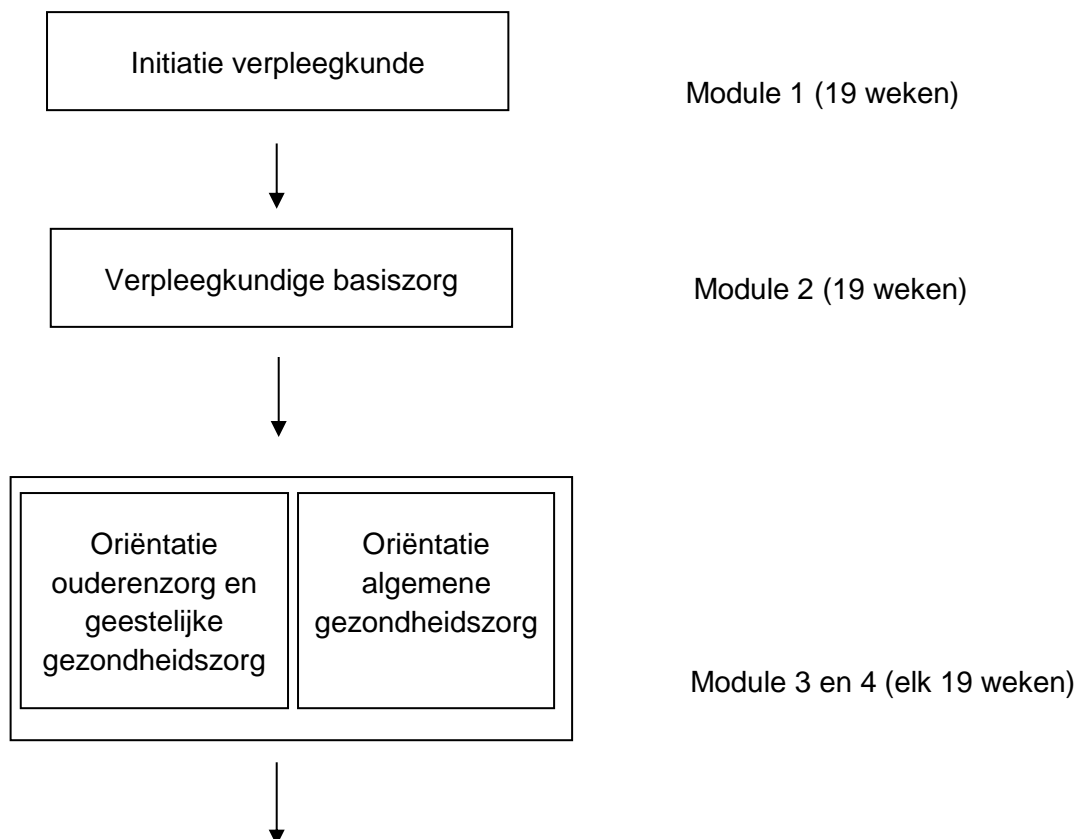 Initiatie verpleegkunde
Module 1 (19 weken)
Verpleegkundige basiszorg
Module 2 (19 weken)
Oriëntatie
ouderenzorg en
geestelijke
gezondheidszorg
Oriëntatie
algemene
gezondheidszorg
Module 3 en 4 (elk 19 weken)